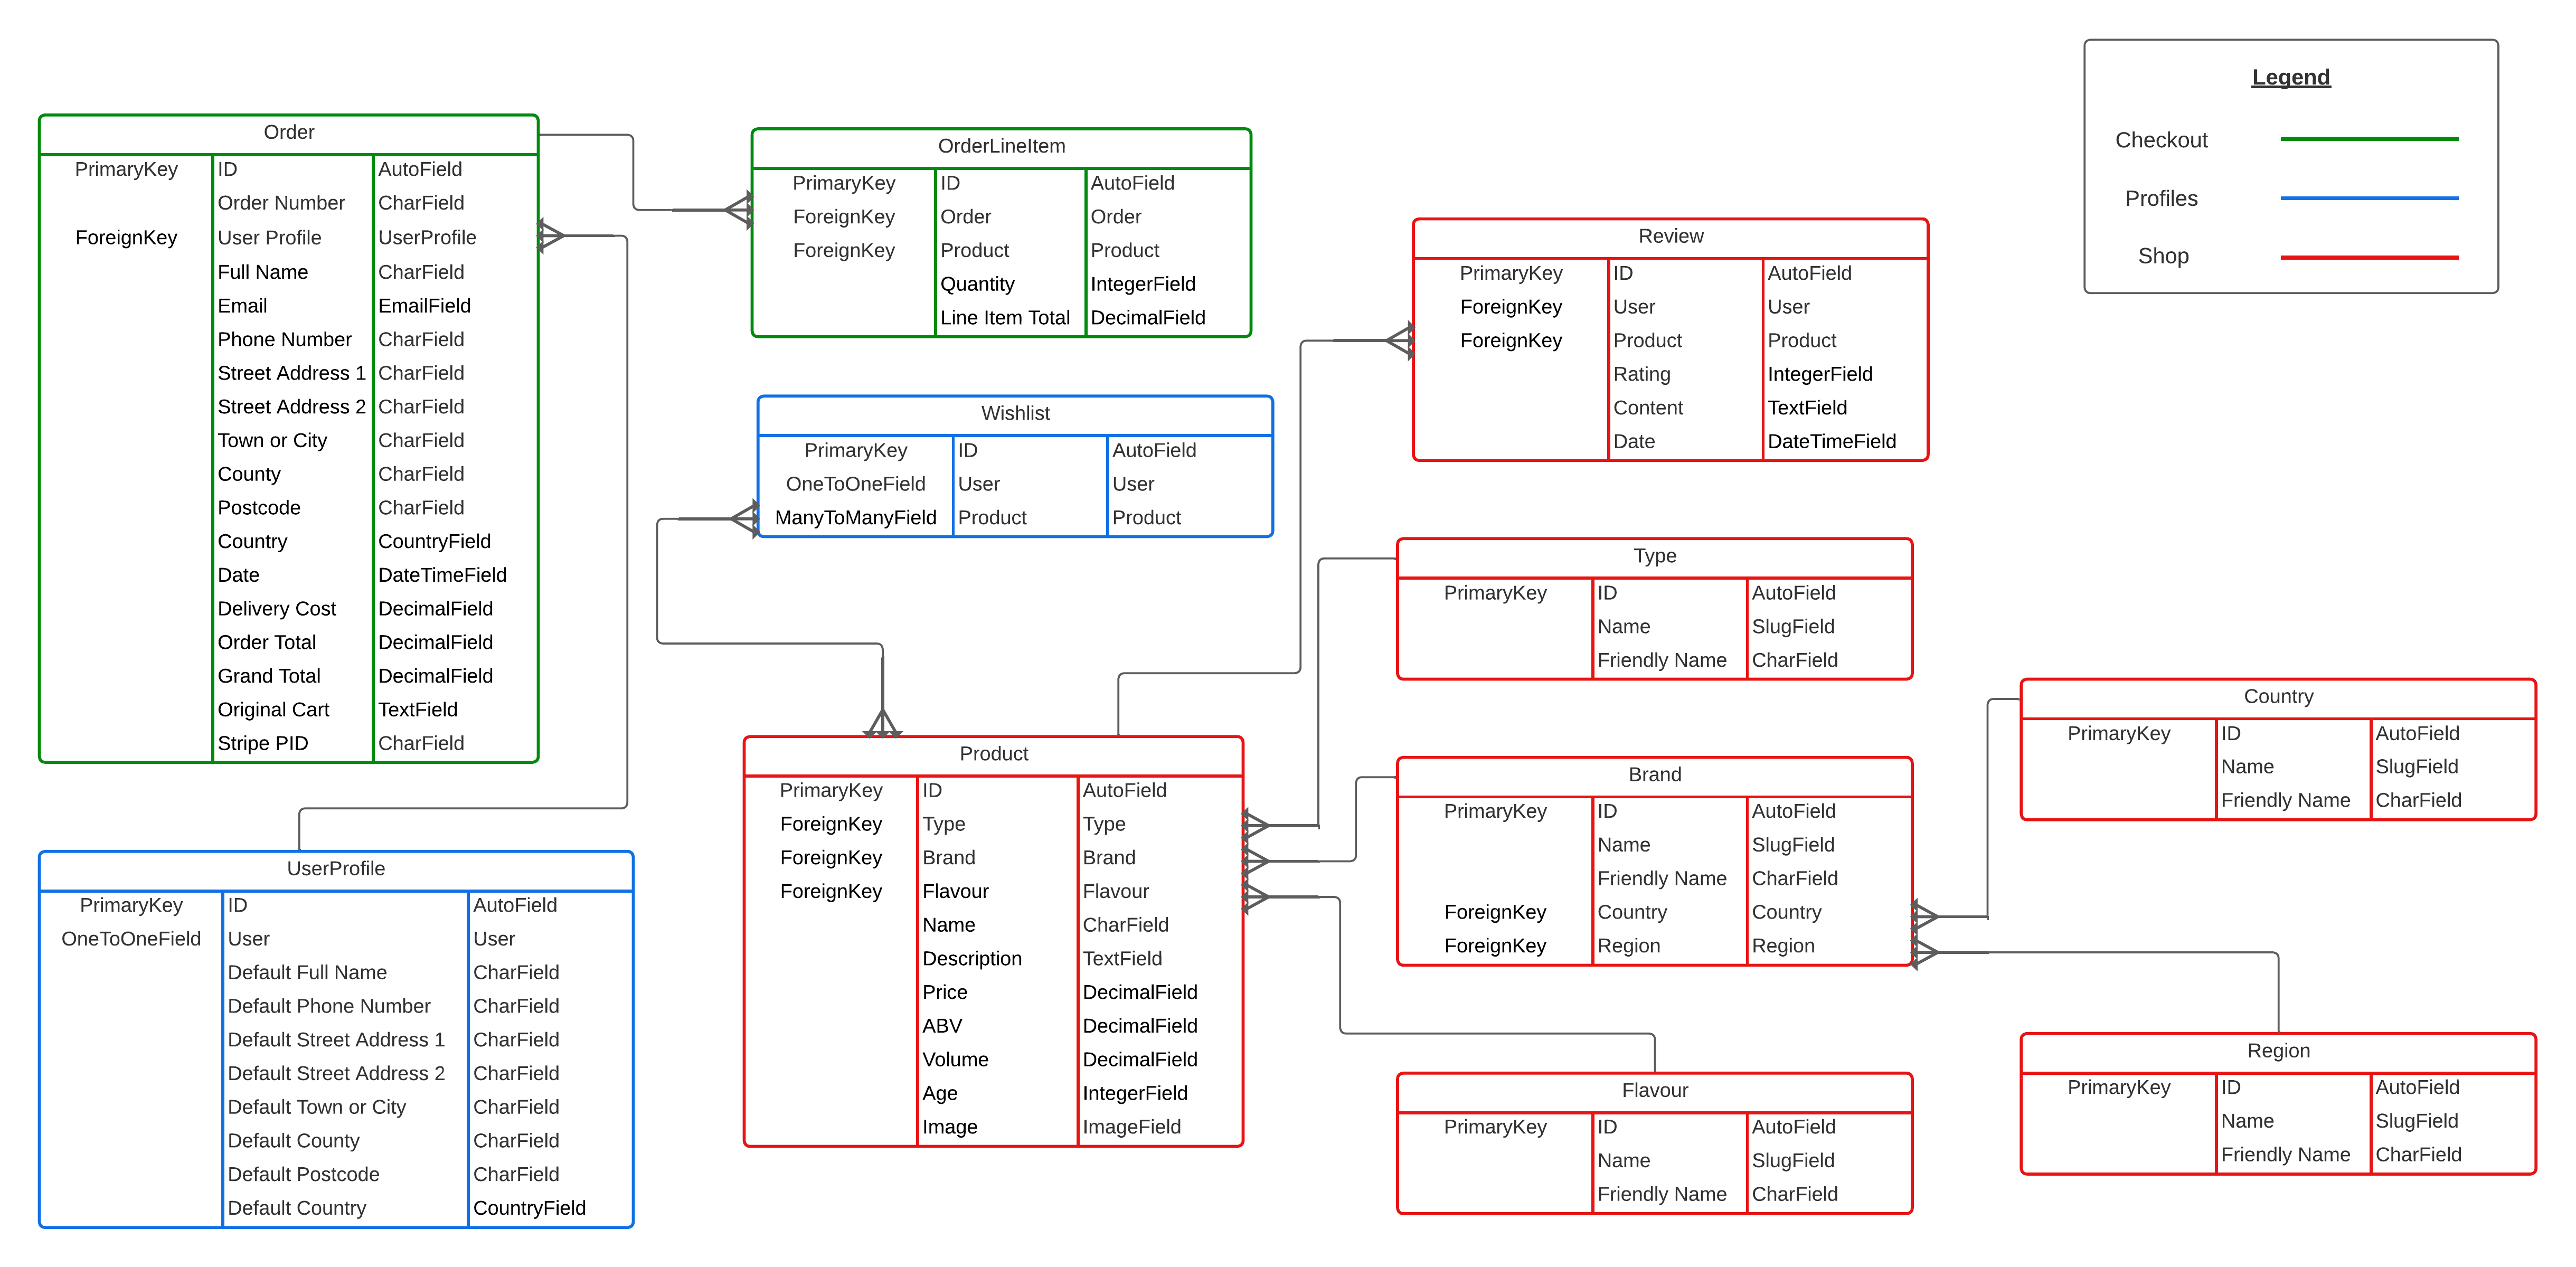 Legend
Checkout
Profiles
Shop
Order
PrimaryKey ID AutoField
Order Number CharField
ForeignKey User Profile UserProfile
Full Name CharField
Email EmailField
Phone Number CharField
Street Address 1 CharField
Street Address 2 CharField
Town or City CharField
County CharField
Postcode CharField
Country CountryField
Date DateTimeField
Delivery Cost DecimalField
Order Total DecimalField
Grand Total DecimalField
Original Cart TextField
Stripe PID CharField
OrderLineItem
PrimaryKey ID AutoField
ForeignKey Order Order
ForeignKey Product Product
Quantity IntegerField
Line Item Total DecimalField
Review
PrimaryKey ID AutoField
ForeignKey User User
ForeignKey Product Product
Rating IntegerField
Content TextField
Date DateTimeField
Wishlist
PrimaryKey ID AutoField
OneToOneField User User
ManyToManyField Product Product
Type
PrimaryKey ID AutoField
Name SlugField
Friendly Name CharField
Country
PrimaryKey ID AutoField
Name SlugField
Friendly Name CharField
Product
PrimaryKey ID AutoField
ForeignKey Type Type
ForeignKey Brand Brand
ForeignKey Flavour Flavour
Name CharField
Description TextField
Price DecimalField
ABV DecimalField
Volume DecimalField
Age IntegerField
Image ImageField
Brand
PrimaryKey ID AutoField
Name SlugField
Friendly Name CharField
ForeignKey Country Country
ForeignKey Region Region
UserProfile
PrimaryKey ID AutoField
OneToOneField User User
Default Full Name CharField
Default Phone Number CharField
Default Street Address 1 CharField
Default Street Address 2 CharField
Default Town or City CharField
Default County CharField
Default Postcode CharField
Default Country CountryField
Flavour
PrimaryKey ID AutoField
Name SlugField
Friendly Name CharField
Region
PrimaryKey ID AutoField
Name SlugField
Friendly Name CharField